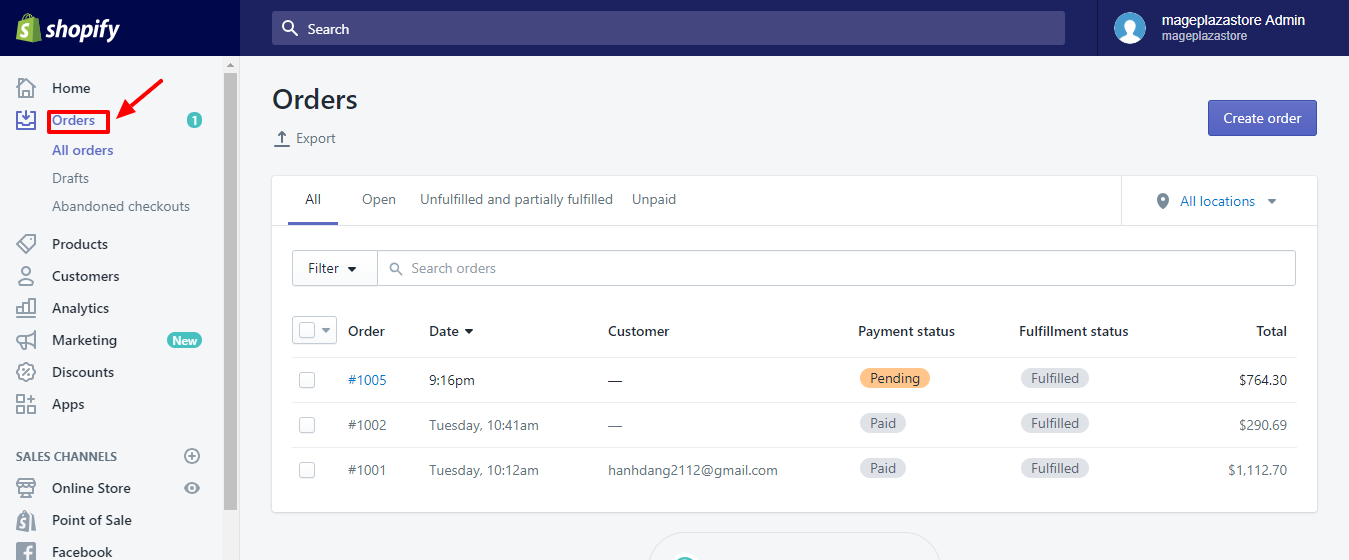 shopify
Search
mageplazastore Admin
mageplazastore
Home
Orders 1
All orders
Drafts
Abandoned checkouts
Products
Customers
Analytics
Marketing New
Discounts
Apps
SALES CHANNELS
Online Store
Point of Sale
Facebook
Orders
Export
Create order
All Open Unfulfilled and partially fulfilled Unpaid All locations
Filter Search orders
Order Date Customer Payment status Fulfillment status Total
#1005 9:16pm — Pending Fulfilled $764.30
#1002 Tuesday, 10:41am — Paid Fulfilled $290.69
#1001 Tuesday, 10:12am hanhdang2112@gmail.com Paid Fulfilled $1,112.70